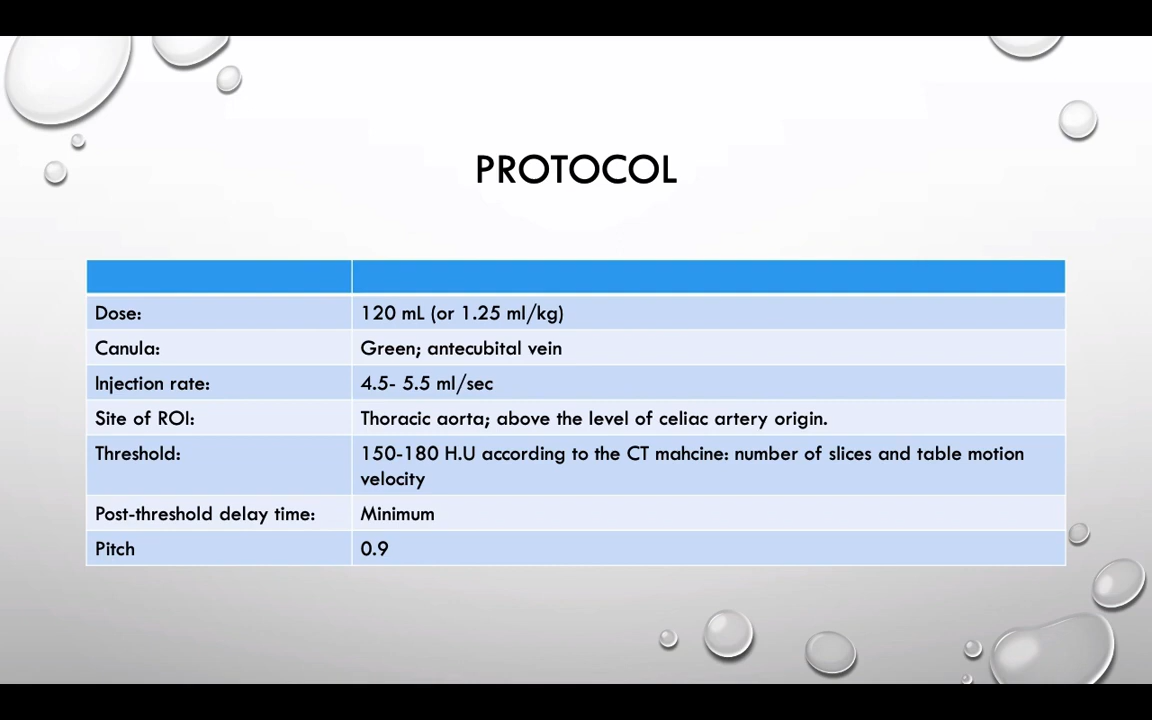 PROTOCOL
Dose: 120 mL (or 1.25 ml/kg)
Canula: Green; antecubital vein
Injection rate: 4.5- 5.5 ml/sec
Site of ROI: Thoracic aorta; above the level of celiac artery origin.
Threshold: 150-180 H.U according to the CT mahcine: number of slices and table motion
velocity
Post-threshold delay time: Minimum
Pitch 0.9